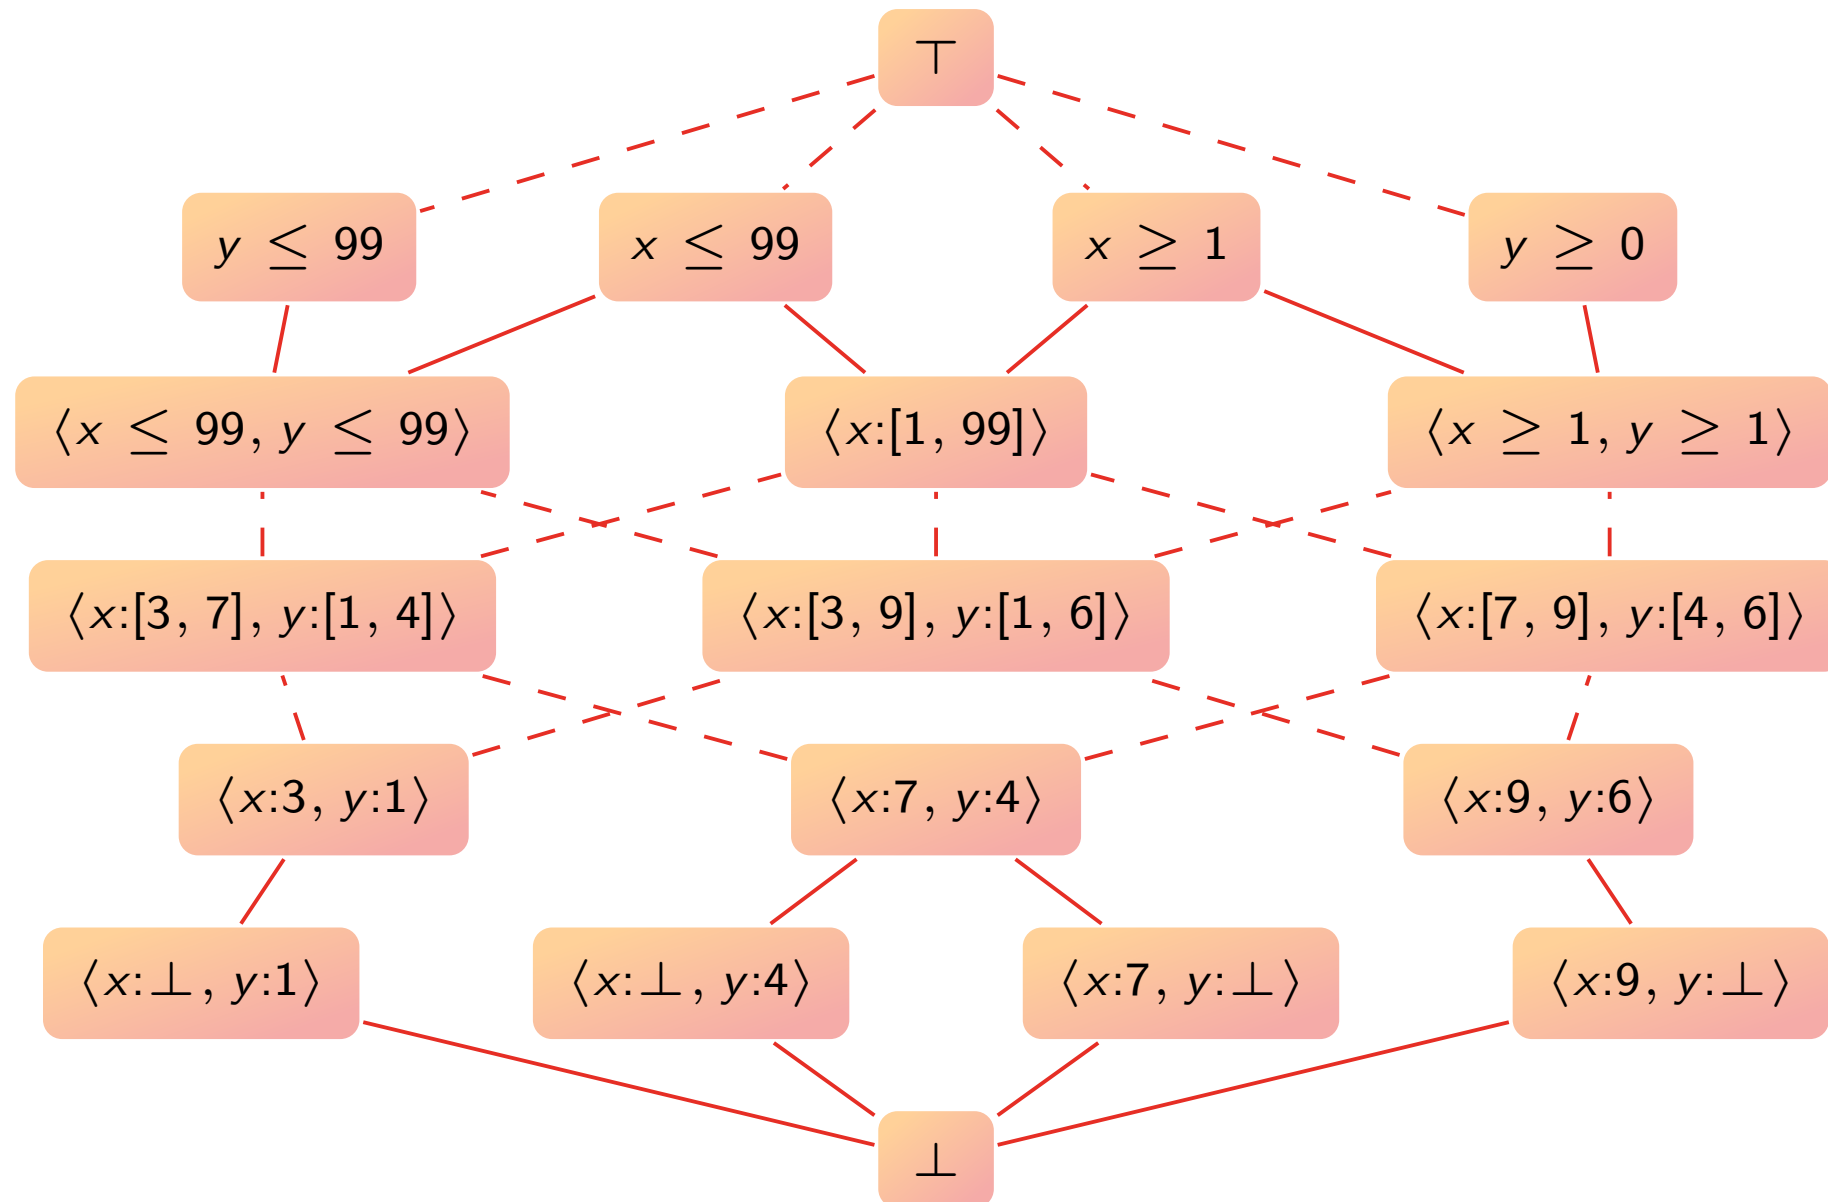 ⊤
y ≤ 99
x ≤ 99
x ≥ 1
y ≥ 0
⟨x ≤ 99, y ≤ 99⟩
⟨x:[1, 99]⟩
⟨x ≥ 1, y ≥ 1⟩
⟨x:[3, 7], y:[1, 4]⟩
⟨x:[3, 9], y:[1, 6]⟩
⟨x:[7, 9], y:[4, 6]⟩
⟨x:3, y:1⟩
⟨x:7, y:4⟩
⟨x:9, y:6⟩
⟨x:⊥, y:1⟩
⟨x:⊥, y:4⟩
⟨x:7, y:⊥⟩
⟨x:9, y:⊥⟩
⊥